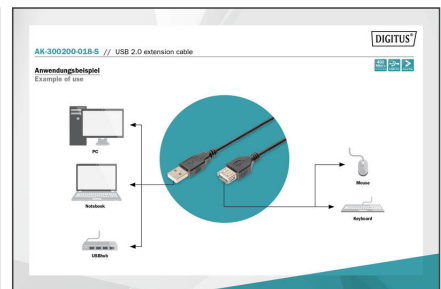 DIGITUS®
AK-300200-018-S // USB 2.0 extension cable
Anwendungsbeispiel
Example of use
PC
Notebook
USBhub
Mouse
Keyboard